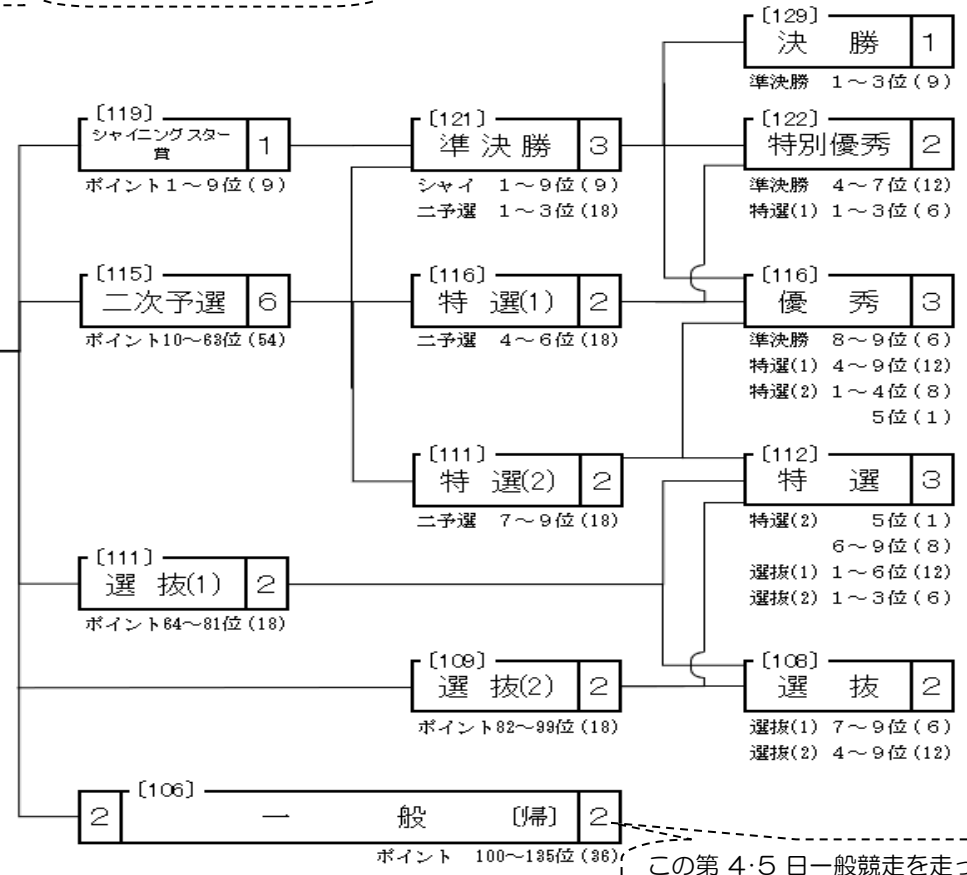 [119]
シャイニングスター
賞
1
ポイント1～9位(9)
[115]
二次予選
6
ポイント10～63位(54)
[111]
選 抜(1)
2
ポイント64～81位(18)
[121]
準決勝
3
シャイ 1～9位(9)
二予選 1～3位(18)
[116]
特 選(1)
2
二予選 4～6位(18)
[111]
特 選(2)
2
二予選 7～9位(18)
[109]
選 抜(2)
2
ポイント82～99位(18)
[129]
決 勝
1
準決勝 1～3位(9)
[122]
特別優秀
2
準決勝 4～7位(12)
特選(1) 1～3位(6)
[116]
優 秀
3
準決勝 8～9位(6)
特選(1) 4～9位(12)
特選(2) 1～4位(8)
5位(1)
[112]
特 選
3
特選(2) 5位(1)
6～9位(8)
選抜(1) 1～6位(12)
選抜(2) 1～3位(6)
[108]
選 抜
2
選抜(1) 7～9位(6)
選抜(2) 4～9位(12)
[106]
2
一 般 [帰]
2
ポイント 100～135位(36)
この第 4･5 日一般競走を走っ